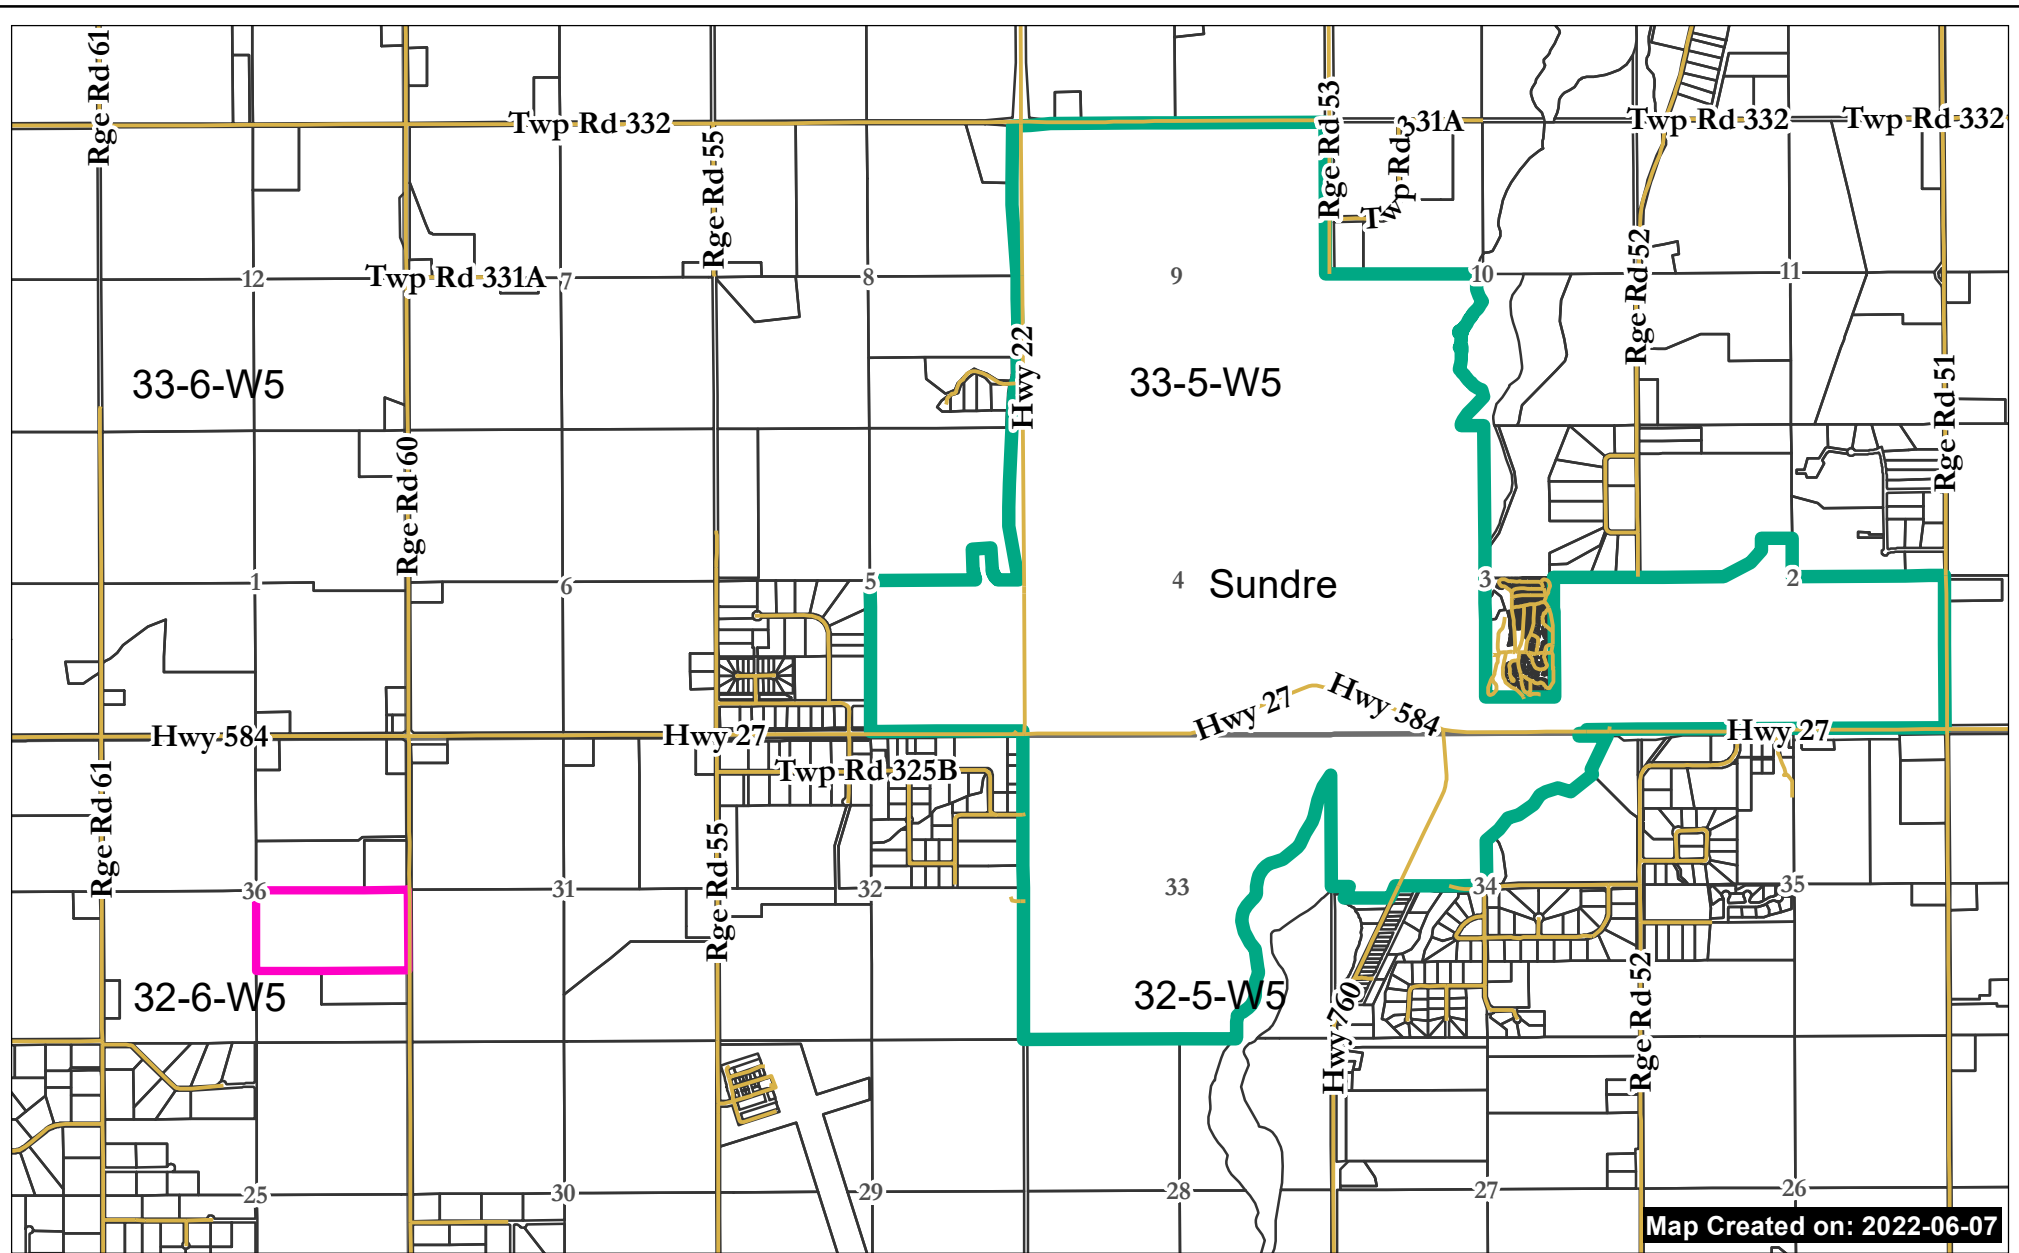 Rge Rd 61
Twp Rd 332
Rge Rd 55
Rge Rd 53
Twp Rd 331A
Twp Rd 332
Twp Rd 332
12
Twp Rd 331A
7
8
9
10
Rge Rd 52
11
33-6-W5
Hwy 22
33-5-W5
Rge Rd 51
Rge Rd 60
1
6
5
4
Sundre
3
2
Hwy 584
Hwy 27
Hwy 27
Hwy 584
Hwy 27
Twp Rd 325B
Rge Rd 61
Rge Rd 55
36
31
32
33
34
35
32-6-W5
32-5-W5
Hwy 760
Rge Rd 52
25
30
29
28
27
26
Map Created on: 2022-06-07